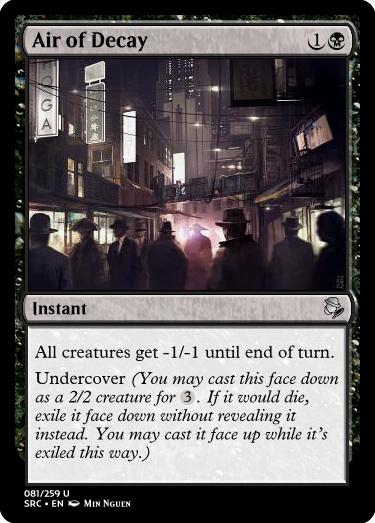 Air of Decay 1
YOGA
Instant
All creatures get -1/-1 until end of turn.
Undercover (You may cast this face down
as a 2/2 creature for 3. If it would die,
exile it face down without revealing it
instead. You may cast it face up while it's
exiled this way.)
081/259 U
SRC • EN Min Nguen